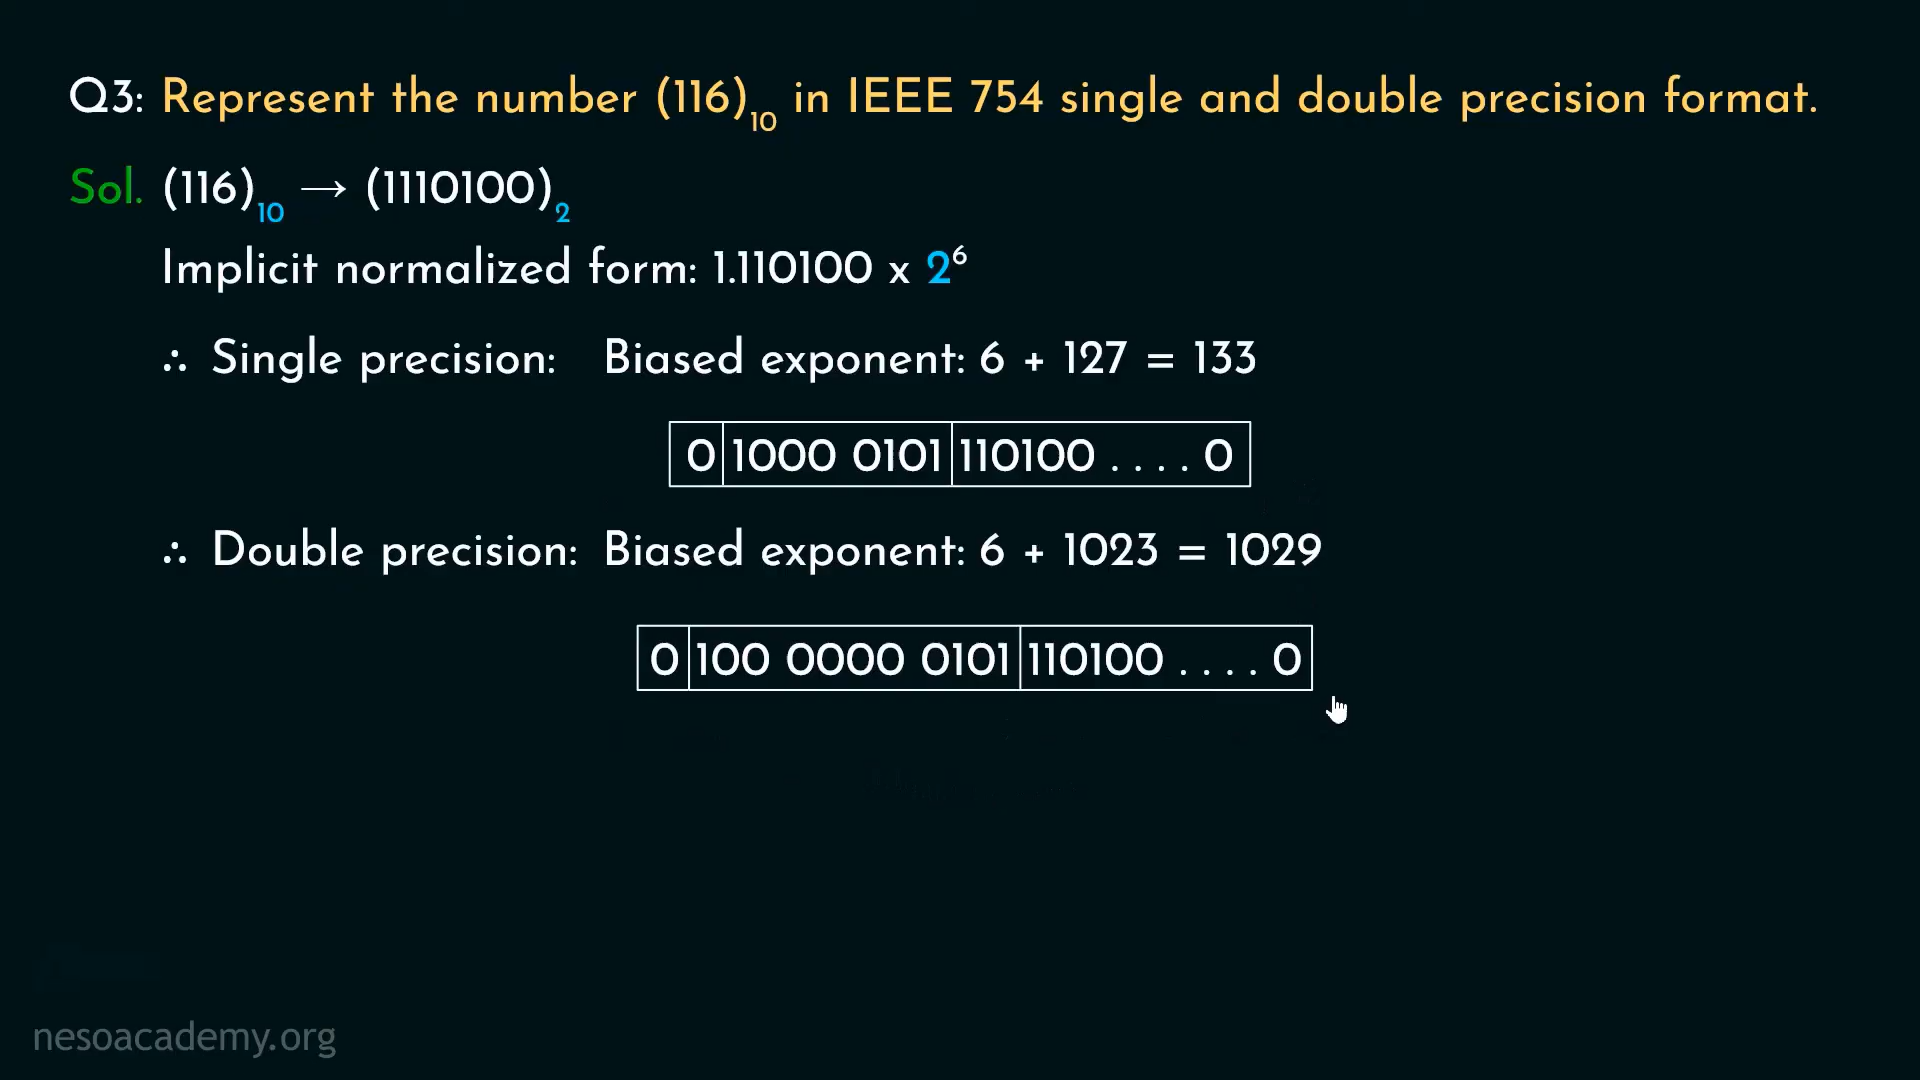 Q3: Represent the number (116)₁₀ in IEEE 754 single and double precision format.
Sol. (116)₁₀ → (1110100)₂
Implicit normalized form: 1.110100 x 2⁶
∴ Single precision: Biased exponent: 6 + 127 = 133
0 1000 0101 110100 . . . . 0
∴ Double precision: Biased exponent: 6 + 1023 = 1029
0 100 0000 0101 110100 . . . . 0
nesoacademy.org